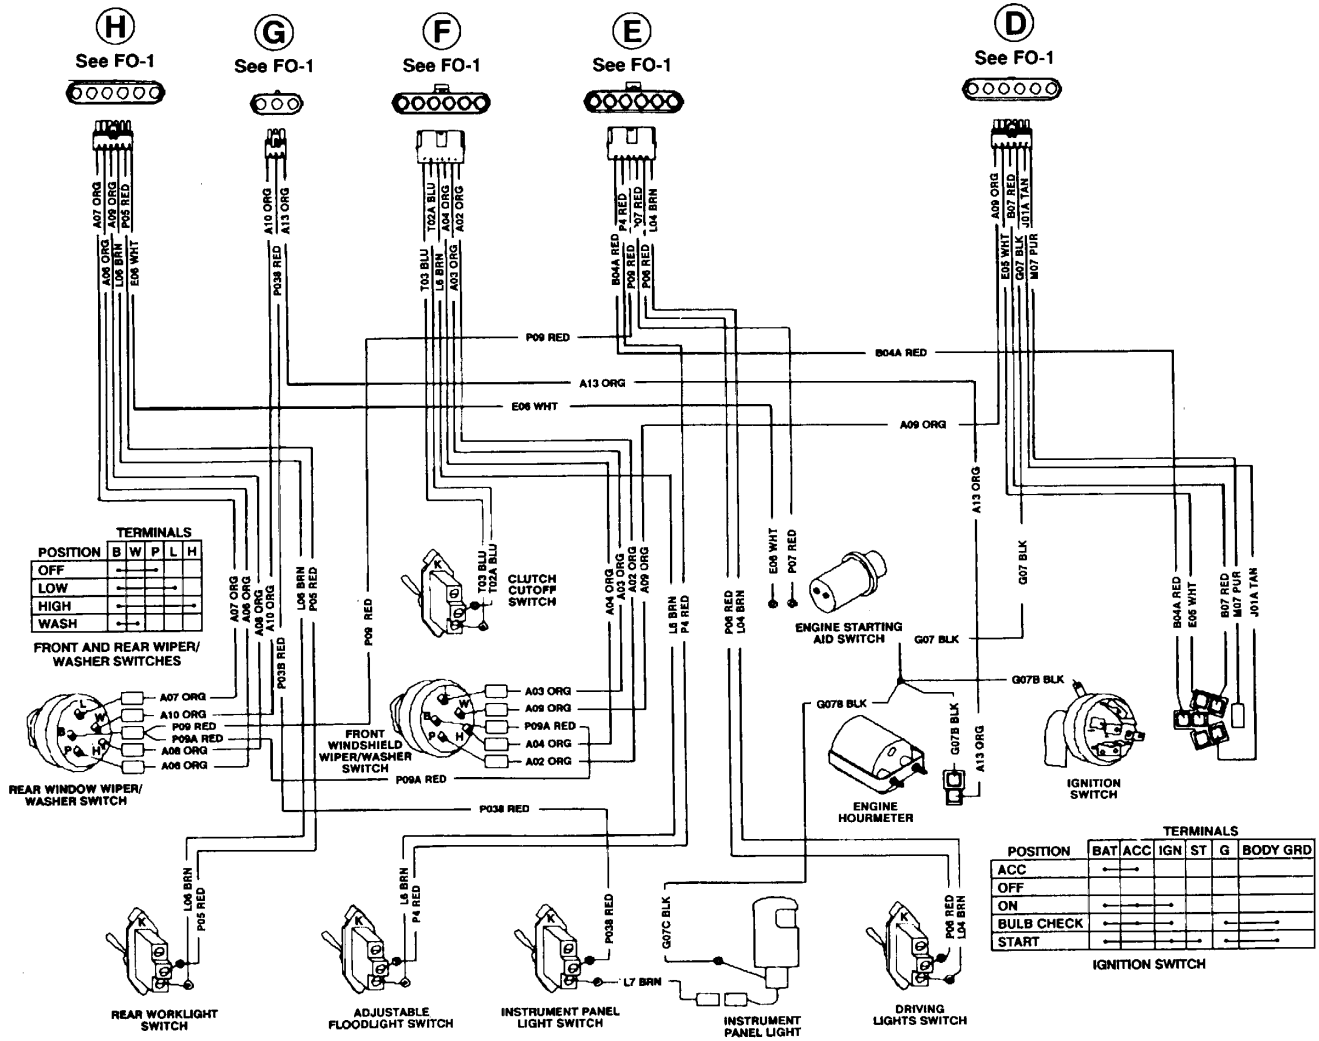 H
G
F
E
D
See FO-1
See FO-1
See FO-1
See FO-1
See FO-1
A07 ORG
A06 ORG
A09 ORG
L06 BRN
P05 RED
E06 WHT
A10 ORG
P038 RED
A13 ORG
T03 BLU
T02A BLU
L6 BRN
A04 ORG
A03 ORG
A02 ORG
B04A RED
P4 RED
P09 RED
P07 RED
P06 RED
L04 BRN
A09 ORG
E05 WHT
B07 RED
G07 BLK
J01A TAN
M07 PUR
P09 RED
B04A RED
A13 ORG
E06 WHT
A09 ORG
TERMINALS
POSITION B W P L H
OFF
LOW
HIGH
WASH
FRONT AND REAR WIPER/
WASHER SWITCHES
A07 ORG
A06 ORG
A08 ORG
A10 ORG
P03B RED
L06 BRN
P05 RED
P09 RED
K
T03 BLU
T02A BLU
CLUTCH
CUTOFF
SWITCH
A04 ORG
A03 ORG
A02 ORG
A09 ORG
L6 BRN
P4 RED
P06 RED
L04 BRN
E06 WHT
P07 RED
ENGINE STARTING
AID SWITCH
A13 ORG
G07 BLK
G07 BLK
G07B BLK
G07B BLK
G07B BLK
A13 ORG
B04A RED
E05 WHT
B07 RED
M07 PUR
J01A TAN
L
W
B
P
H
A07 ORG
A10 ORG
P09 RED
P09A RED
A08 ORG
A06 ORG
REAR WINDOW WIPER/
WASHER SWITCH
L
W
B
P
H
A03 ORG
A09 ORG
P09A RED
A04 ORG
A02 ORG
FRONT
WINDSHIELD
WIPER/WASHER
SWITCH
P09A RED
P038 RED
ENGINE
HOURMETER
IGNITION
SWITCH
TERMINALS
POSITION BAT ACC IGN ST G BODY GRD
ACC
OFF
ON
BULB CHECK
START
IGNITION SWITCH
K
L06 BRN
P05 RED
REAR WORKLIGHT
SWITCH
K
L6 BRN
P4 RED
ADJUSTABLE
FLOODLIGHT SWITCH
K
P038 RED
L7 BRN
INSTRUMENT PANEL
LIGHT SWITCH
G07C BLK
INSTRUMENT
PANEL LIGHT
K
P06 RED
L04 BRN
DRIVING
LIGHTS SWITCH